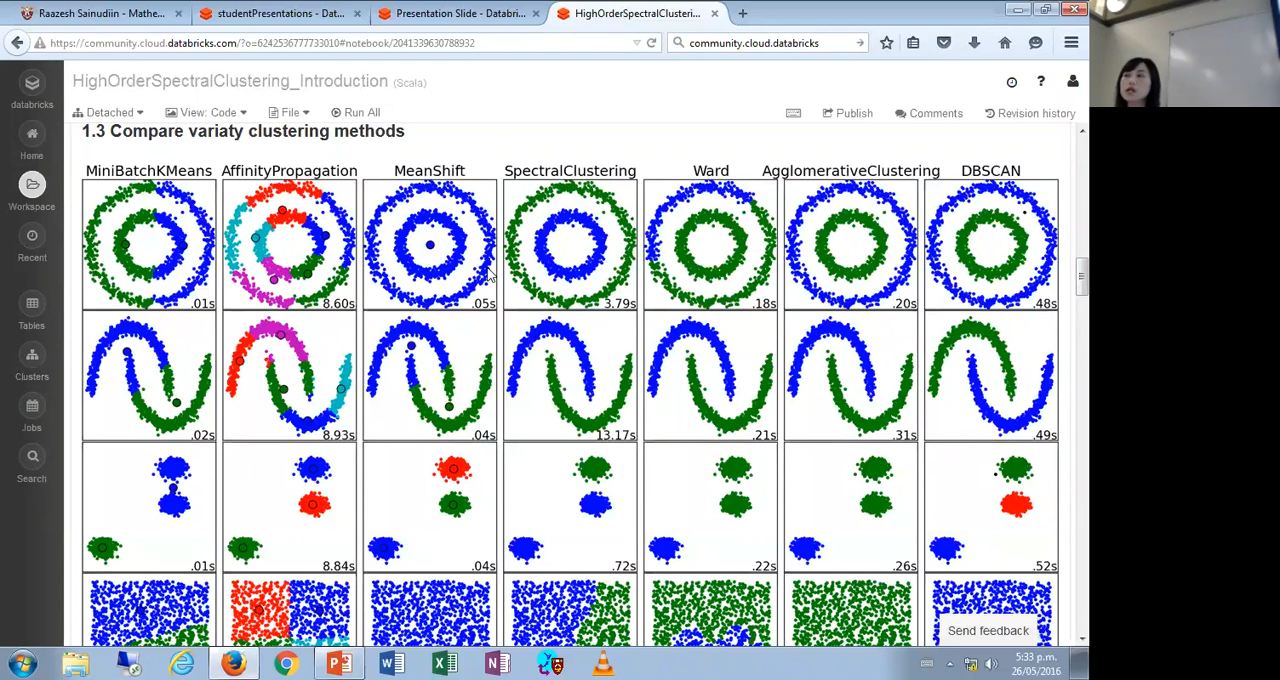 Raazesh Sainudiin - Mathe...
studentPresentations - Dat...
Presentation Slide - Databri...
HighOrderSpectralClusteri...
https://community.cloud.databricks.com/?o=6242536777733010#notebook/2041339630788932
community.cloud.databricks
HighOrderSpectralClustering_Introduction (Scala)
Detached
View: Code
File
Run All
Publish
Comments
Revision history
databricks
Home
Workspace
Recent
Tables
Clusters
Jobs
Search
1.3 Compare variaty clustering methods
MiniBatchKMeans AffinityPropagation MeanShift SpectralClustering Ward AgglomerativeClustering DBSCAN
.01s 8.60s .05s 3.79s .18s .20s .48s
.02s 8.93s .04s 13.17s .21s .31s .49s
.01s 8.84s .04s .72s .22s .26s .52s
Send feedback
5:33 p.m.
26/05/2016